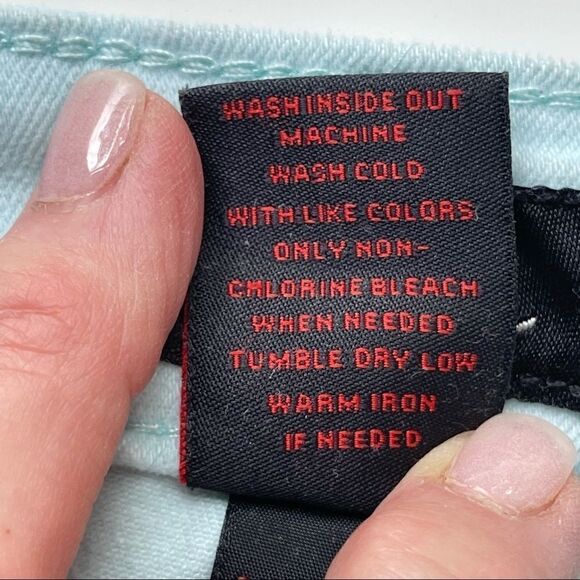 WASH INSIDE OUT
MACHINE
WASH COLD
WITH LIKE COLORS
ONLY NON-
CHLORINE BLEACH
WHEN NEEDED
TUMBLE DRY LOW
WARM IRON
IF NEEDED